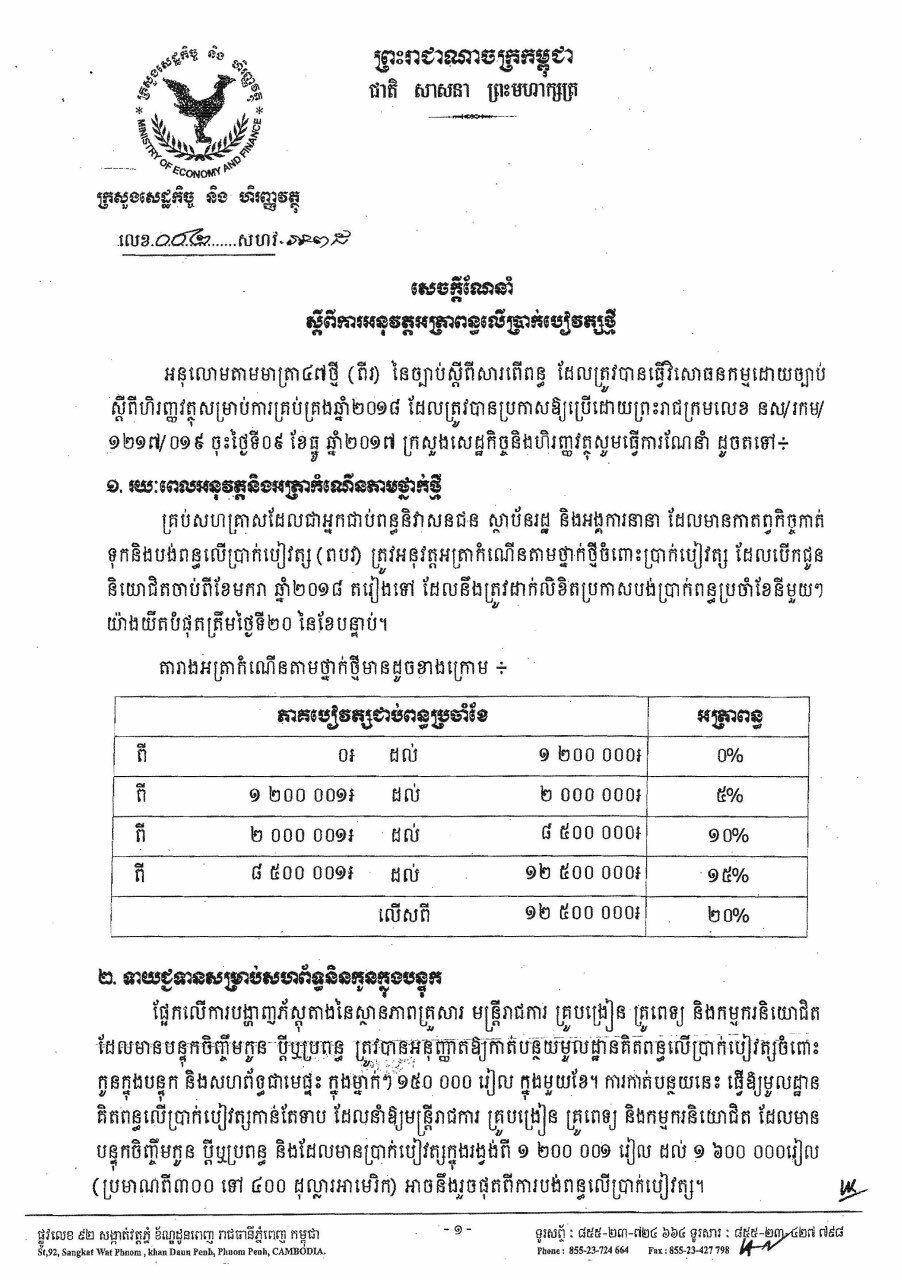 ព្រះរាជាណាចក្រកម្ពុជា
ជាតិ សាសនា ព្រះមហាក្សត្រ
ក្រសួងសេដ្ឋកិច្ច និង ហិរញ្ញវត្ថុ
MINISTRY OF ECONOMY AND FINANCE
ក្រសួងសេដ្ឋកិច្ច និង ហិរញ្ញវត្ថុ
លេខ.......សហវ.
សេចក្តីណែនាំ
ស្តីពីការអនុវត្តអត្រាពន្ធលើប្រាក់បៀវត្សថ្មី
អនុលោមតាមមាត្រា៤៧ថ្មី (ពីរ) នៃច្បាប់ស្តីពីសារពើពន្ធ ដែលត្រូវបានធ្វើវិសោធនកម្មដោយច្បាប់
ស្តីពីហិរញ្ញវត្ថុសម្រាប់ការគ្រប់គ្រងឆ្នាំ២០១៨ ដែលត្រូវបានប្រកាសឱ្យប្រើដោយព្រះរាជក្រមលេខ នស/រកម/
១២១៧/០១៩ ចុះថ្ងៃទី០៩ ខែធ្នូ ឆ្នាំ២០១៧ ក្រសួងសេដ្ឋកិច្ចនិងហិរញ្ញវត្ថុសូមធ្វើការណែនាំ ដូចតទៅ÷
១. រយៈពេលអនុវត្តនិងអត្រាកំណើនតាមថ្នាក់ថ្មី
គ្រប់សហគ្រាសដែលជាអ្នកជាប់ពន្ធនិវាសនជន ស្ថាប័នរដ្ឋ និងអង្គការនានា ដែលមានកាតព្វកិច្ចកាត់
ទុកនិងបង់ពន្ធលើប្រាក់បៀវត្ស (ពបវ) ត្រូវអនុវត្តអត្រាកំណើនតាមថ្នាក់ថ្មីចំពោះប្រាក់បៀវត្ស ដែលបើកជូន
និយោជិតចាប់ពីខែមករា ឆ្នាំ២០១៨ តរៀងទៅ ដែលនឹងត្រូវដាក់លិខិតប្រកាសបង់ប្រាក់ពន្ធប្រចាំខែនីមួយៗ
យ៉ាងយឺតបំផុតត្រឹមថ្ងៃទី២០ នៃខែបន្ទាប់។
តារាងអត្រាកំណើនតាមថ្នាក់ថ្មីមានដូចខាងក្រោម ÷
ភាគបៀវត្សជាប់ពន្ធប្រចាំខែ អត្រាពន្ធ
ពី ០៛ ដល់ ១ ២០០ ០០០៛ ០%
ពី ១ ២០០ ០០១៛ ដល់ ២ ០០០ ០០០៛ ៥%
ពី ២ ០០០ ០០១៛ ដល់ ៨ ៥០០ ០០០៛ ១០%
ពី ៨ ៥០០ ០០១៛ ដល់ ១២ ៥០០ ០០០៛ ១៥%
លើសពី ១២ ៥០០ ០០០៛ ២០%
២. ទាយជ្ជទានសម្រាប់សហព័ទ្ធនិងកូនក្នុងបន្ទុក
ផ្អែកលើការបង្ហាញភ័ស្តុតាងនៃស្ថានភាពគ្រួសារ មន្ត្រីរាជការ គ្រូបង្រៀន គ្រូពេទ្យ និងកម្មករនិយោជិត
ដែលមានបន្ទុកចិញ្ចឹមកូន ប្តីឬប្រពន្ធ ត្រូវបានអនុញ្ញាតឱ្យកាត់បន្ថយមូលដ្ឋានគិតពន្ធលើប្រាក់បៀវត្សចំពោះ
កូនក្នុងបន្ទុក និងសហព័ទ្ធជាមេផ្ទះ ក្នុងម្នាក់ៗ ១៥០ ០០០ រៀល ក្នុងមួយខែ។ ការកាត់បន្ថយនេះ ធ្វើឱ្យមូលដ្ឋាន
គិតពន្ធលើប្រាក់បៀវត្សកាន់តែទាប ដែលនាំឱ្យមន្ត្រីរាជការ គ្រូបង្រៀន គ្រូពេទ្យ និងកម្មករនិយោជិត ដែលមាន
បន្ទុកចិញ្ចឹមកូន ប្តីឬប្រពន្ធ និងដែលមានប្រាក់បៀវត្សក្នុងរង្វង់ពី ១ ២០០ ០០១ រៀល ដល់ ១ ៦០០ ០០០រៀល
(ប្រមាណពី៣០០ ទៅ ៤០០ ដុល្លារអាមេរិក) អាចនឹងរួចផុតពីការបង់ពន្ធលើប្រាក់បៀវត្ស។
ផ្លូវលេខ ៩២ សង្កាត់វត្តភ្នំ ខ័ណ្ឌដូនពេញ រាជធានីភ្នំពេញ កម្ពុជា
St,92, Sangkat Wat Phnom , khan Daun Penh, Phnom Penh, CAMBODIA.
- ១ -
ទូរសព្ទ័ : ៨៥៥-២៣-៧២៤ ៦៦៤ ទូរសារ : ៨៥៥-២៣-៤២៧ ៧៩៨
Phone : 855-23-724 664 Fax : 855-23-427 798